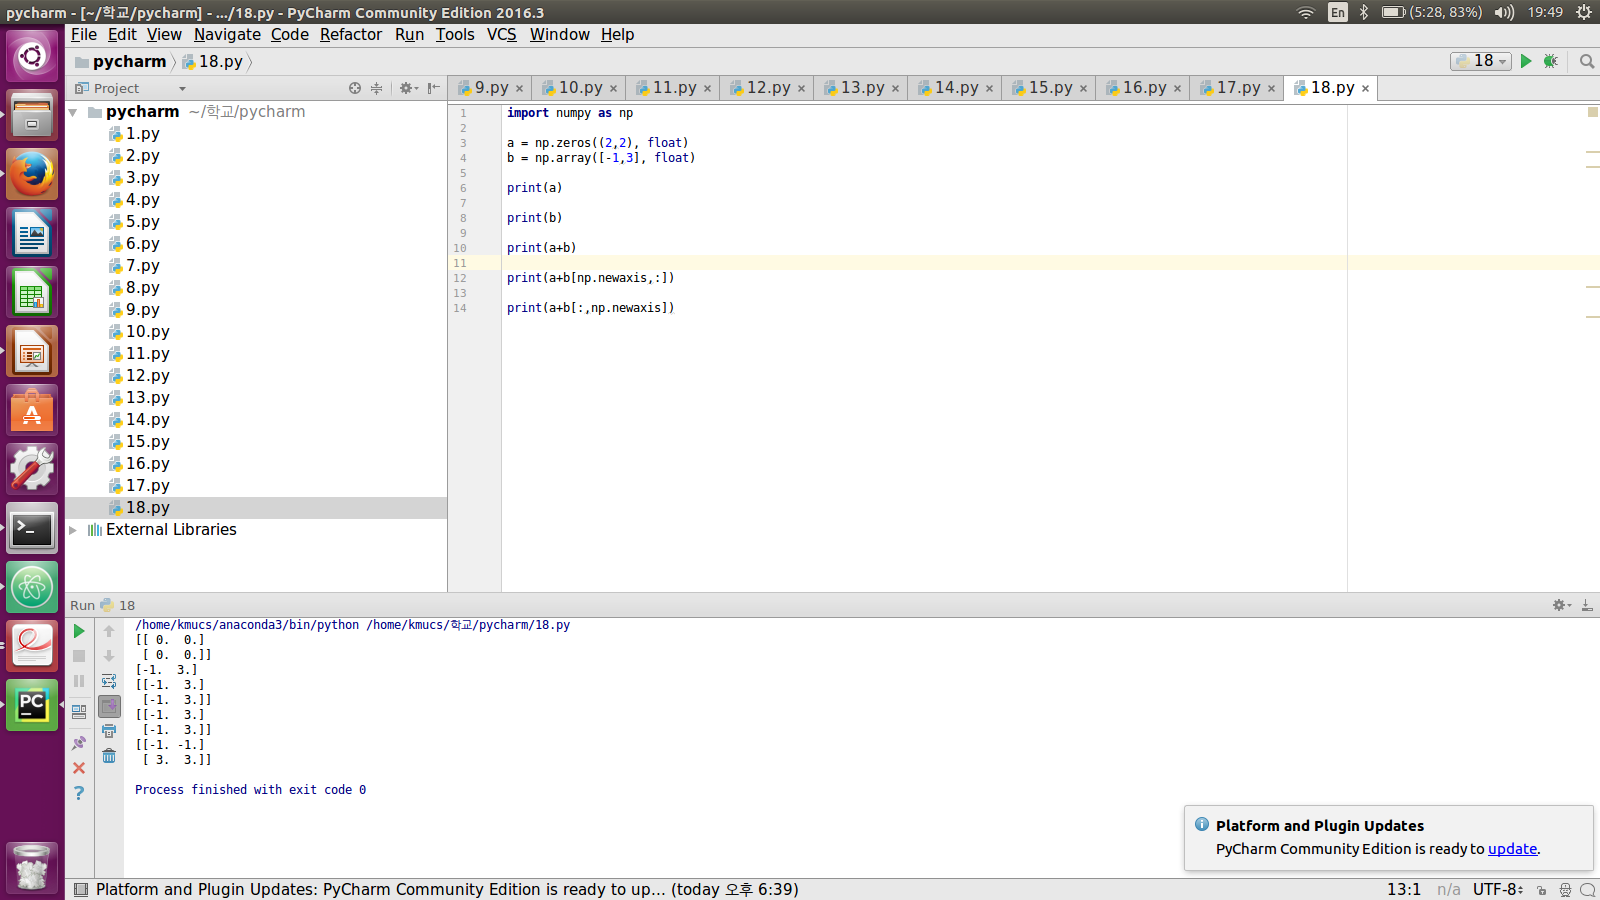 pycharm - [~/학교/pycharm] - .../18.py - PyCharm Community Edition 2016.3
En
(5:28, 83%)
19:49
File Edit View Navigate Code Refactor Run Tools VCS Window Help
pycharm
18.py
18
Project
9.py
10.py
11.py
12.py
13.py
14.py
15.py
16.py
17.py
18.py
pycharm ~/학교/pycharm
1.py
2.py
3.py
4.py
5.py
6.py
7.py
8.py
9.py
10.py
11.py
12.py
13.py
14.py
15.py
16.py
17.py
18.py
External Libraries
1 import numpy as np
2
3 a = np.zeros((2,2), float)
4 b = np.array([-1,3], float)
5
6 print(a)
7
8 print(b)
9
10 print(a+b)
11
12 print(a+b[np.newaxis,:])
13
14 print(a+b[:,np.newaxis])
Run 18
/home/kmucs/anaconda3/bin/python /home/kmucs/학교/pycharm/18.py
[[ 0.  0.]
 [ 0.  0.]]
[-1.  3.]
[[-1.  3.]
 [-1.  3.]]
[[-1.  3.]
 [-1.  3.]]
[[-1. -1.]
 [ 3.  3.]]
Process finished with exit code 0
PC
Platform and Plugin Updates
PyCharm Community Edition is ready to update.
Platform and Plugin Updates: PyCharm Community Edition is ready to up... (today 오후 6:39)
13:1 n/a UTF-8